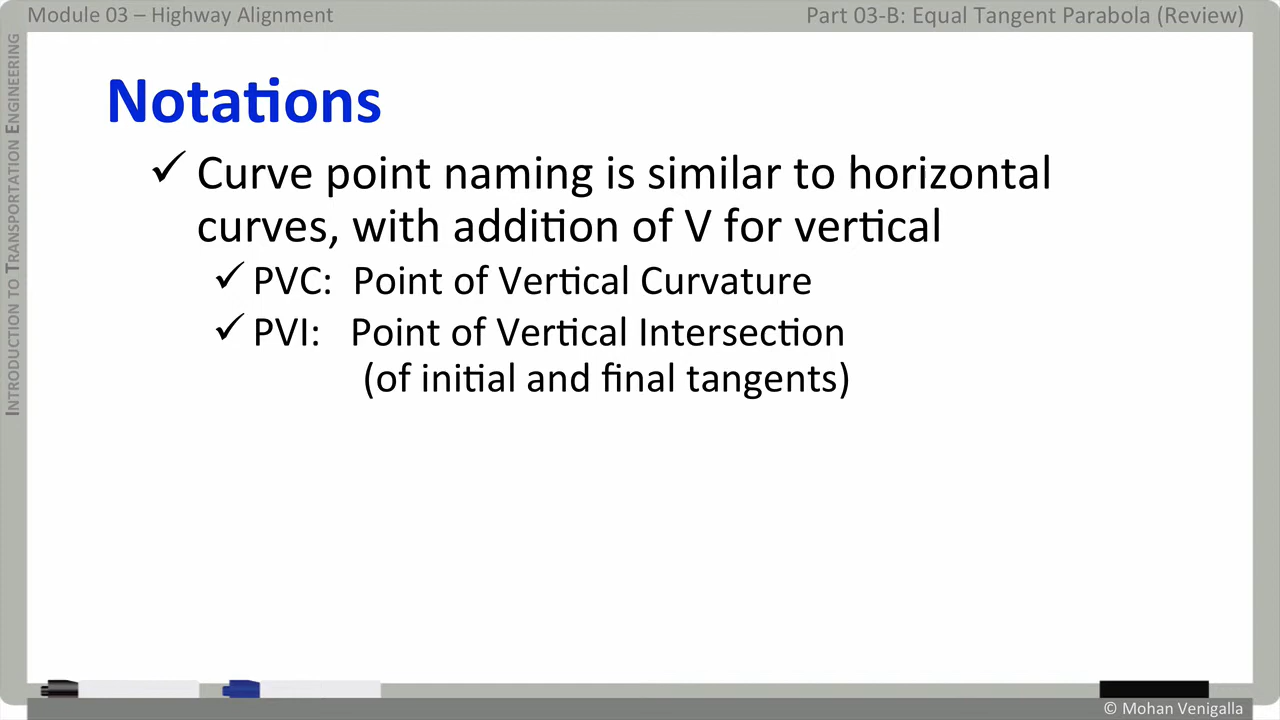 Module 03 – Highway Alignment
Part 03-B: Equal Tangent Parabola (Review)
INTRODUCTION TO TRANSPORTATION ENGINEERING
Notations
✓ Curve point naming is similar to horizontal
curves, with addition of V for vertical
✓ PVC: Point of Vertical Curvature
✓ PVI: Point of Vertical Intersection
(of initial and final tangents)
© Mohan Venigalla